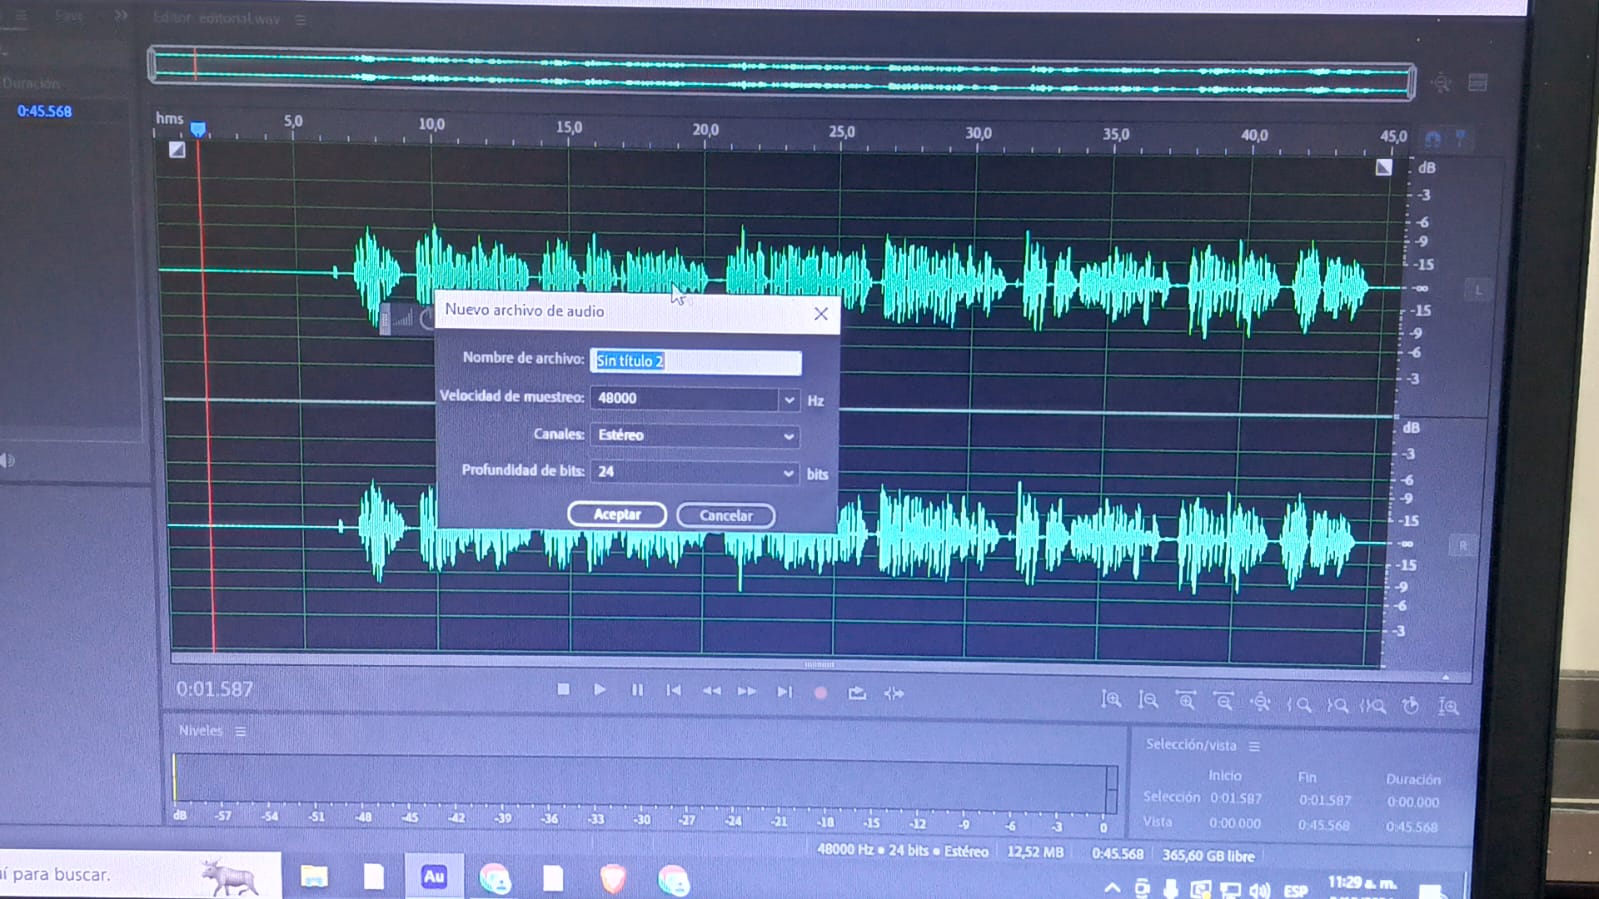 Save
Editor: editorial.wav
Duración
0:45.568
hms 5,0 10,0 15,0 20,0 25,0 30,0 35,0 40,0 45,0
dB
-3
-6
-9
-15
-∞
L
-15
-9
-6
-3
dB
-3
-6
-9
-15
-∞
R
-15
-9
-6
-3
Nuevo archivo de audio
Nombre de archivo: Sin título 2
Velocidad de muestreo: 48000 Hz
Canales: Estéreo
Profundidad de bits: 24 bits
Aceptar Cancelar
0:01.587
Niveles
dB -57 -54 -51 -48 -45 -42 -39 -36 -33 -30 -27 -24 -21 -18 -15 -12 -9 -6 -3 0
Selección/vista
Inicio Fin Duración
Selección 0:01.587 0:01.587 0:00.000
Vista 0:00.000 0:45.568 0:45.568
48000 Hz • 24 bits • Estéreo 12,52 MB 0:45.568 365,60 GB libre
para buscar.
Au
ESP
11:29 a. m.